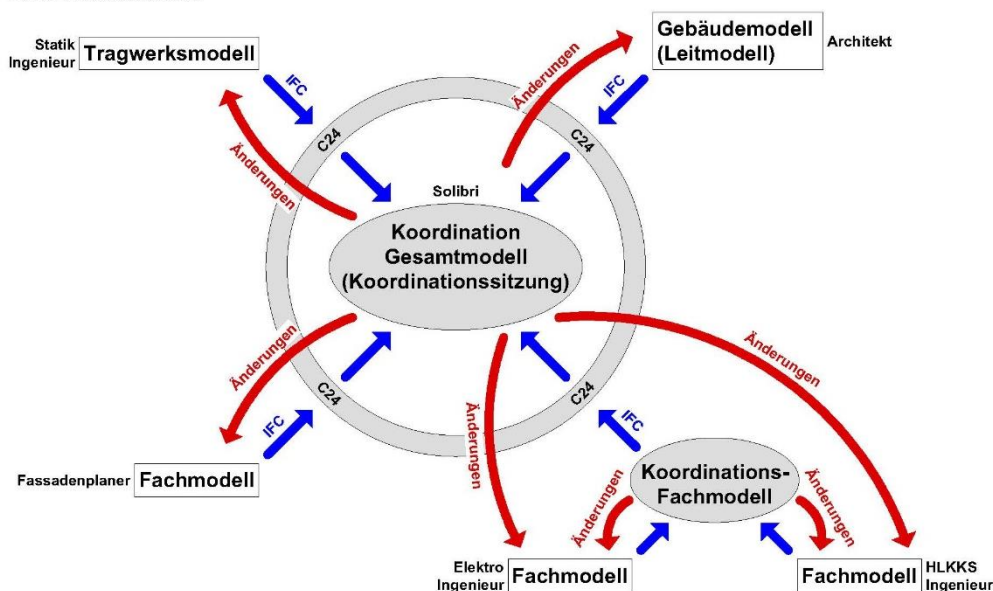 Statik
Ingenieur
Tragwerksmodell
Gebäudemodell
(Leitmodell)
Architekt
IFC
Änderungen
IFC
C24
C24
Änderungen
Solibri
Koordination
Gesamtmodell
(Koordinationssitzung)
Änderungen
Änderungen
C24
C24
Änderungen
IFC
IFC
Fassadenplaner
Fachmodell
Koordinations-
Fachmodell
Änderungen
Änderungen
Elektro
Ingenieur
Fachmodell
Fachmodell
HLKKS
Ingenieur